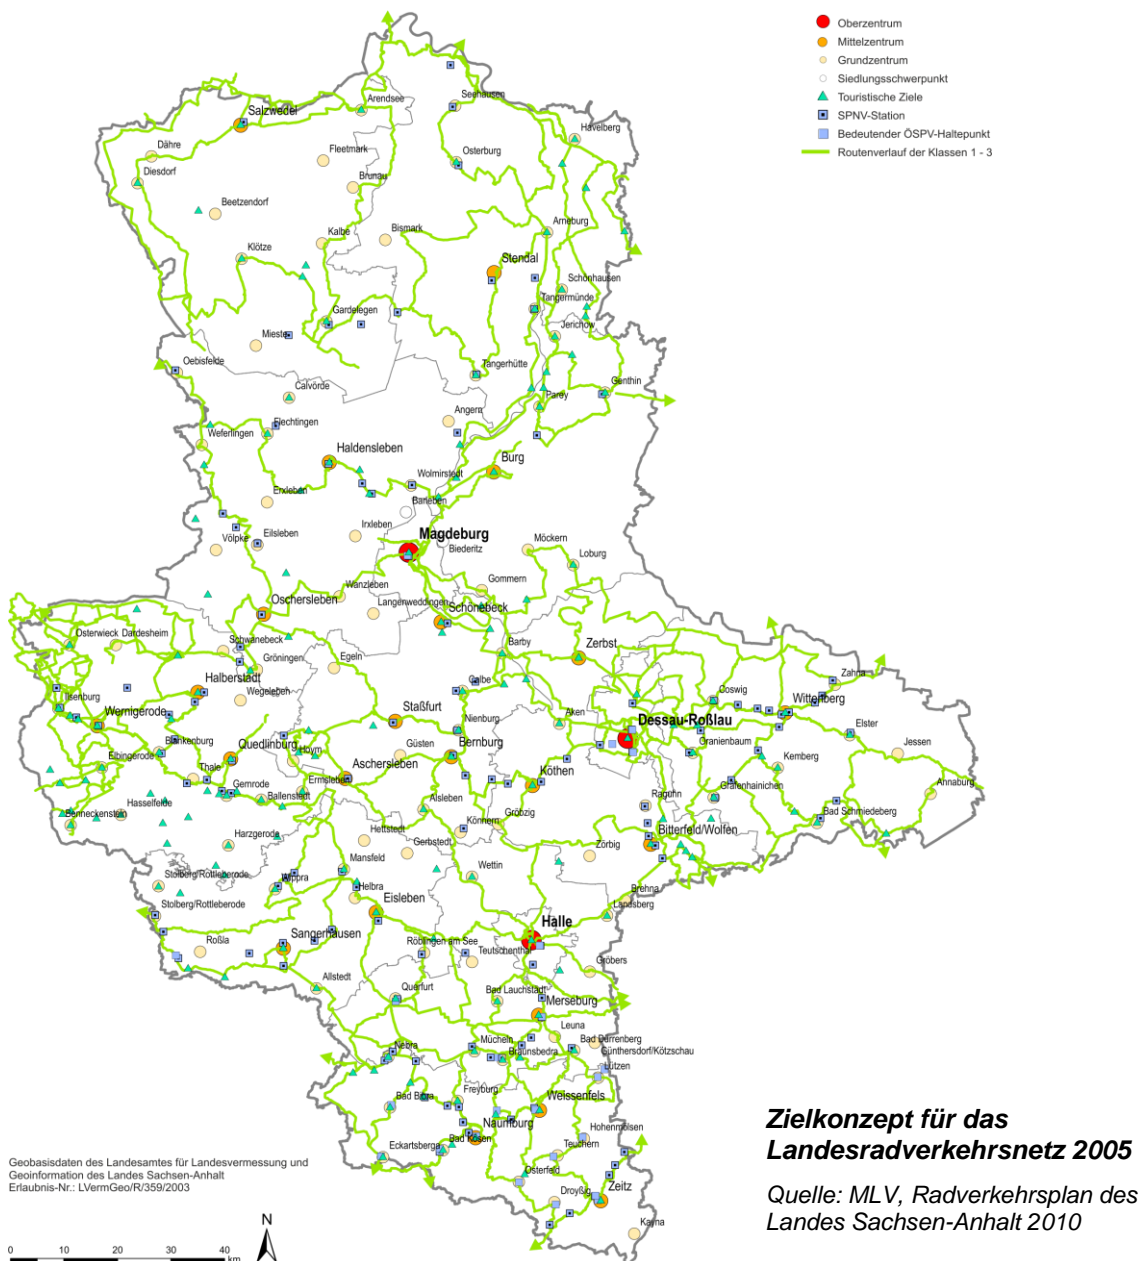 Oberzentrum
Mittelzentrum
Grundzentrum
Siedlungsschwerpunkt
Touristische Ziele
SPNV-Station
Bedeutender ÖSPV-Haltepunkt
Routenverlauf der Klassen 1 - 3
Seehausen
Arendsee
Salzwedel
Havelberg
Dähre
Fleetmark
Osterburg
Diesdorf
Brunau
Beetzendorf
Kalbe
Bismark
Arneburg
Klötze
Stendal
Schönhausen
Tangermünde
Gardelegen
Jerichow
Mieste
Oebisfelde
Tangerhütte
Genthin
Calvörde
Parey
Angern
Flechtingen
Weferlingen
Haldensleben
Burg
Wolmirstedt
Erxleben
Barleben
Irxleben
Magdeburg
Eilsleben
Völpke
Biederitz
Möckern
Loburg
Wanzleben
Gommern
Oschersleben
Langenweddingen
Schönebeck
Osterwieck
Dardesheim
Schwanebeck
Barby
Zerbst
Gröningen
Egeln
Zahna
Halberstadt
Calbe
Ilsenburg
Wegeleben
Coswig
Wittenberg
Wernigerode
Staßfurt
Nienburg
Aken
Dessau-Roßlau
Elster
Blankenburg
Quedlinburg
Hoym
Güsten
Bernburg
Oranienbaum
Jessen
Elbingerode
Kemberg
Thale
Aschersleben
Köthen
Ermsleben
Gernrode
Ballenstedt
Gräfenhainichen
Annaburg
Hasselfelde
Alsleben
Gröbzig
Raguhn
Benneckenstein
Bad Schmiedeberg
Harzgerode
Hettstedt
Könnern
Bitterfeld/Wolfen
Gerbstedt
Zörbig
Mansfeld
Wettin
Stolberg/Rottleberode
Wippra
Helbra
Brehna
Eisleben
Landsberg
Stolberg/Rottleberode
Halle
Sangerhausen
Roßla
Röblingen am See
Teutschenthal
Gröbers
Allstedt
Querfurt
Bad Lauchstädt
Merseburg
Leuna
Mücheln
Bad Dürrenberg
Nebra
Braunsbedra
Günthersdorf/Kötzschau
Lützen
Bad Bibra
Freyburg
Weissenfels
Naumburg
Hohenmölsen
Eckartsberga
Bad Kösen
Teuchern
Osterfeld
Droyßig
Zeitz
Kayna
Zielkonzept für das
Landesradverkehrsnetz 2005
Quelle: MLV, Radverkehrsplan des
Landes Sachsen-Anhalt 2010
Geobasisdaten des Landesamtes für Landesvermessung und
Geoinformation des Landes Sachsen-Anhalt
Erlaubnis-Nr.: LVermGeo/R/359/2003
N
0 10 20 30 40
km